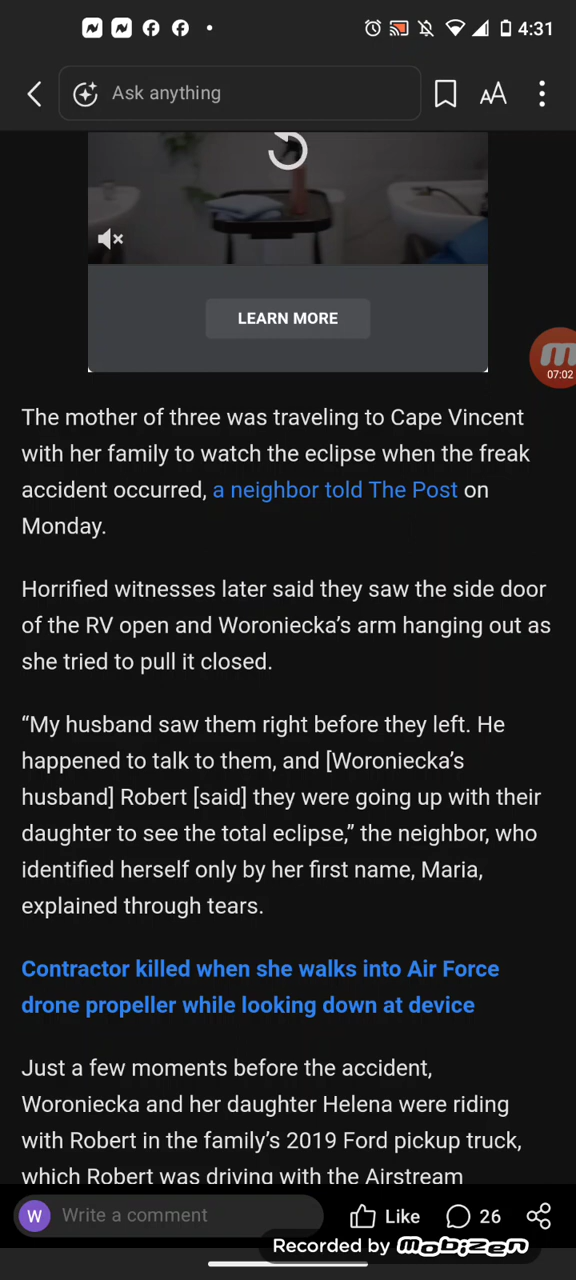 4:31
Ask anything
AA
LEARN MORE
07:02
The mother of three was traveling to Cape Vincent
with her family to watch the eclipse when the freak
accident occurred, a neighbor told The Post on
Monday.
Horrified witnesses later said they saw the side door
of the RV open and Woroniecka’s arm hanging out as
she tried to pull it closed.
“My husband saw them right before they left. He
happened to talk to them, and [Woroniecka’s
husband] Robert [said] they were going up with their
daughter to see the total eclipse,” the neighbor, who
identified herself only by her first name, Maria,
explained through tears.
Contractor killed when she walks into Air Force
drone propeller while looking down at device
Just a few moments before the accident,
Woroniecka and her daughter Helena were riding
with Robert in the family’s 2019 Ford pickup truck,
which Robert was driving with the Airstream
W Write a comment Like 26
Recorded by mobizen